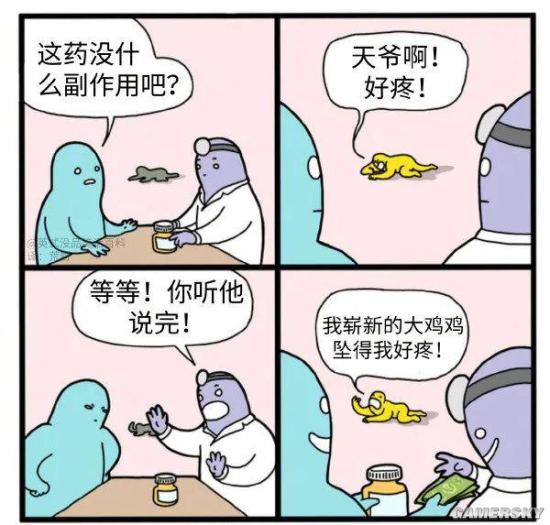 这药没什
么副作用吧？
天爷啊！
好疼！
等等！你听他
说完！
我崭新的大鸡鸡
坠得我好疼！
GAMERSKY